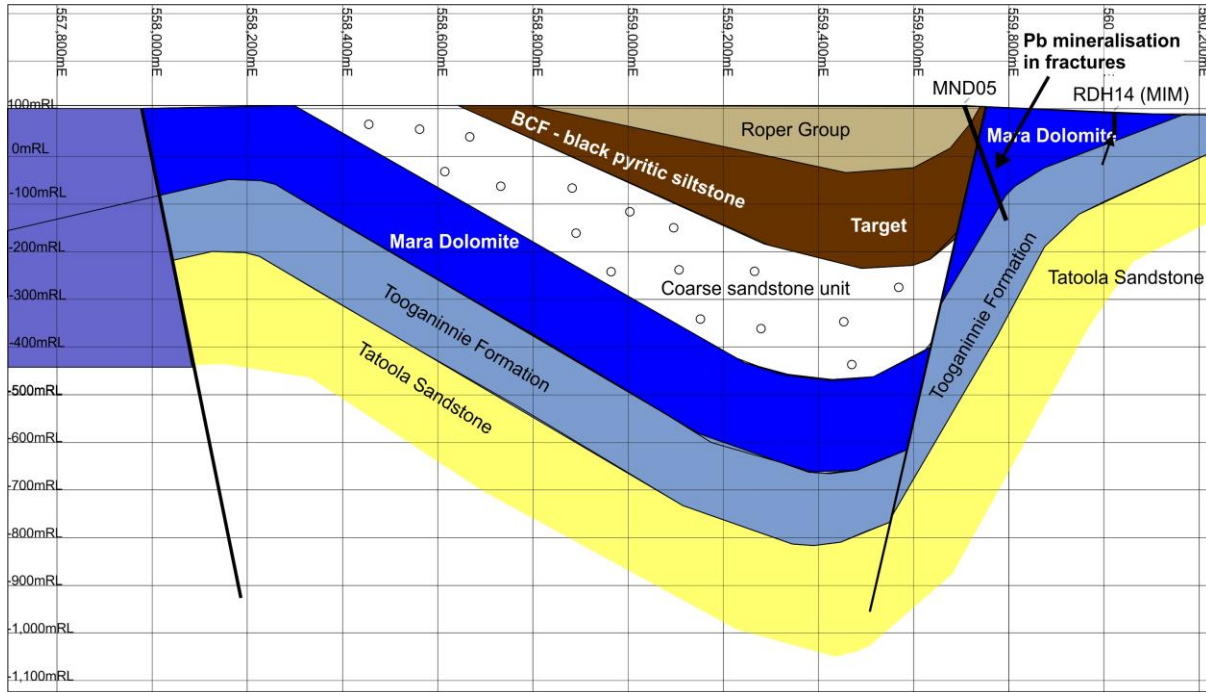 557,800mE
558,000mE
558,200mE
558,400mE
558,600mE
558,800mE
559,000mE
559,200mE
559,400mE
559,600mE
559,800mE
560,
560,200mE
Pb mineralisation
in fractures
MND05
RDH14 (MIM)
100mRL
0mRL
-100mRL
-200mRL
-300mRL
-400mRL
-500mRL
-600mRL
-700mRL
-800mRL
-900mRL
-1,000mRL
-1,100mRL
Roper Group
Mara Dolomite
BCF - black pyritic siltstone
Target
Mara Dolomite
Coarse sandstone unit
Tooganinnie Formation
Tatoola Sandstone
Tooganinnie Formation
Tatoola Sandstone